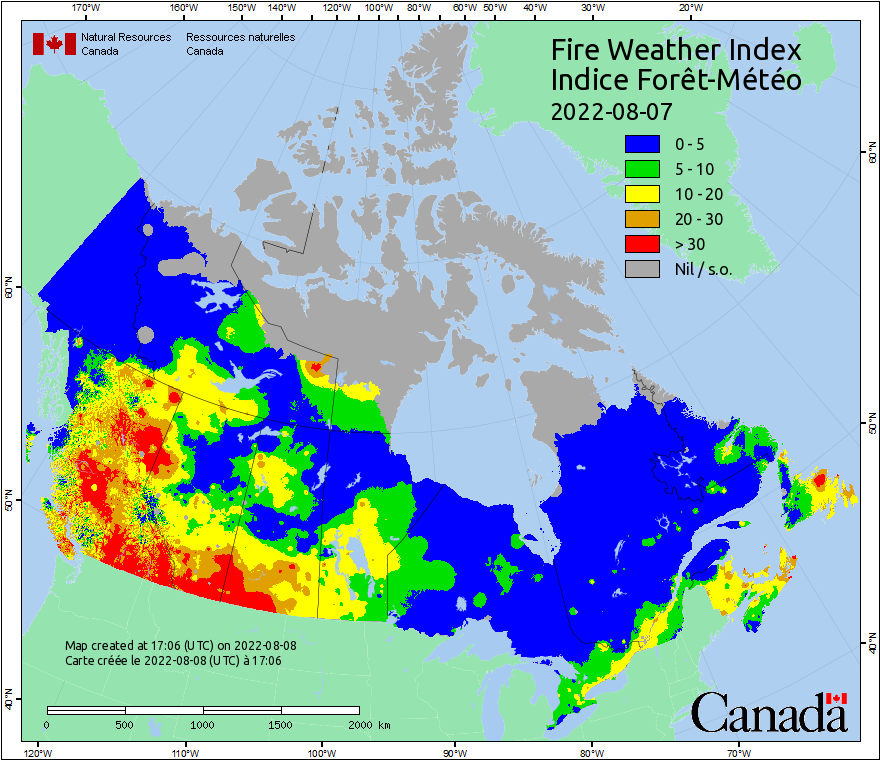 170°W 160°W 150°W 140°W 130°W 120°W 110°W 100°W 90°W 80°W 70°W 60°W 50°W 40°W 30°W 20°W
Natural Resources Ressources naturelles
Canada Canada
Fire Weather Index
Indice Forêt-Météo
2022-08-07
0 - 5
5 - 10
10 - 20
20 - 30
> 30
Nil / s.o.
60°N
50°N
40°N
60°N
50°N
40°N
Map created at 17:06 (UTC) on 2022-08-08
Carte créée le 2022-08-08 (UTC) à 17:06
0 500 1000 1500 2000 km
Canada
120°W 110°W 100°W 90°W 80°W 70°W